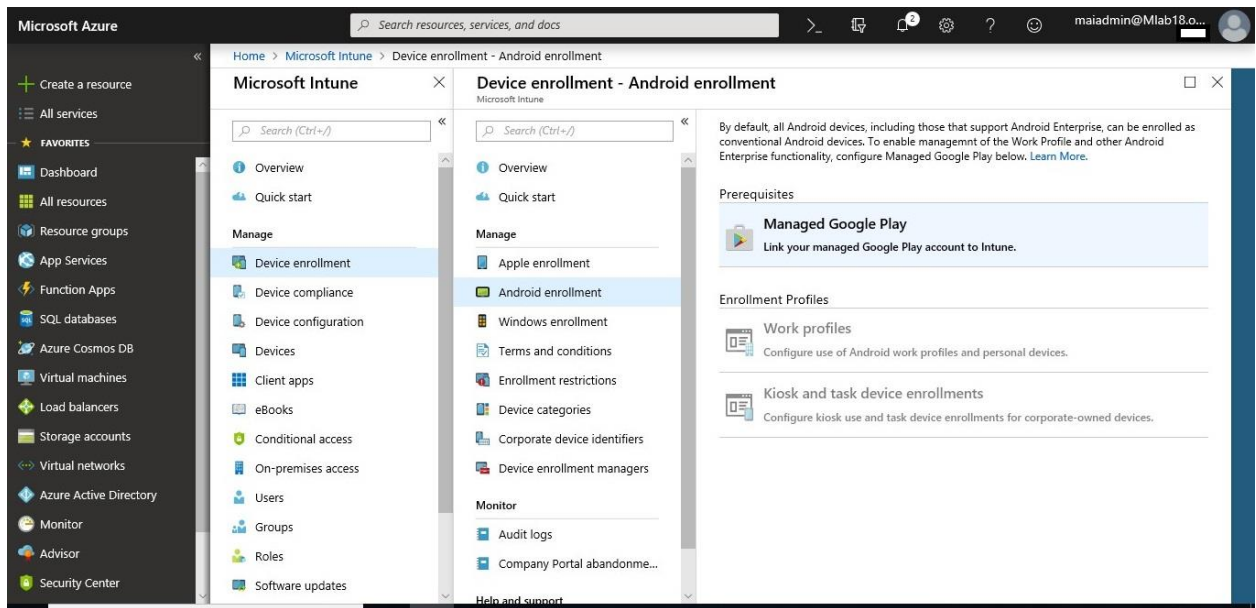 Microsoft Azure
Search resources, services, and docs
2
maiadmin@Mlab18.o...
Home > Microsoft Intune > Device enrollment - Android enrollment
Create a resource
All services
FAVORITES
Dashboard
All resources
Resource groups
App Services
Function Apps
SQL databases
Azure Cosmos DB
Virtual machines
Load balancers
Storage accounts
Virtual networks
Azure Active Directory
Monitor
Advisor
Security Center
Microsoft Intune
Search (Ctrl+/)
Overview
Quick start
Manage
Device enrollment
Device compliance
Device configuration
Devices
Client apps
eBooks
Conditional access
On-premises access
Users
Groups
Roles
Software updates
Device enrollment - Android enrollment
Microsoft Intune
Search (Ctrl+/)
Overview
Quick start
Manage
Apple enrollment
Android enrollment
Windows enrollment
Terms and conditions
Enrollment restrictions
Device categories
Corporate device identifiers
Device enrollment managers
Monitor
Audit logs
Company Portal abandonme...
Help and support
By default, all Android devices, including those that support Android Enterprise, can be enrolled as
conventional Android devices. To enable managemnt of the Work Profile and other Android
Enterprise functionality, configure Managed Google Play below. Learn More.
Prerequisites
Managed Google Play
Link your managed Google Play account to Intune.
Enrollment Profiles
Work profiles
Configure use of Android work profiles and personal devices.
Kiosk and task device enrollments
Configure kiosk use and task device enrollments for corporate-owned devices.